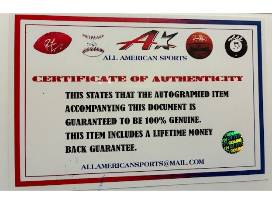 ALL AMERICAN SPORTS
CERTIFICATE OF AUTHENTICITY
THIS STATES THAT THE AUTOGRAPHED ITEM
ACCOMPANYING THIS DOCUMENT IS
GUARANTEED TO BE 100% GENUINE.
THIS ITEM INCLUDES A LIFETIME MONEY
BACK GUARANTEE.
ALLAMERICANSPORTS@MAIL.COM